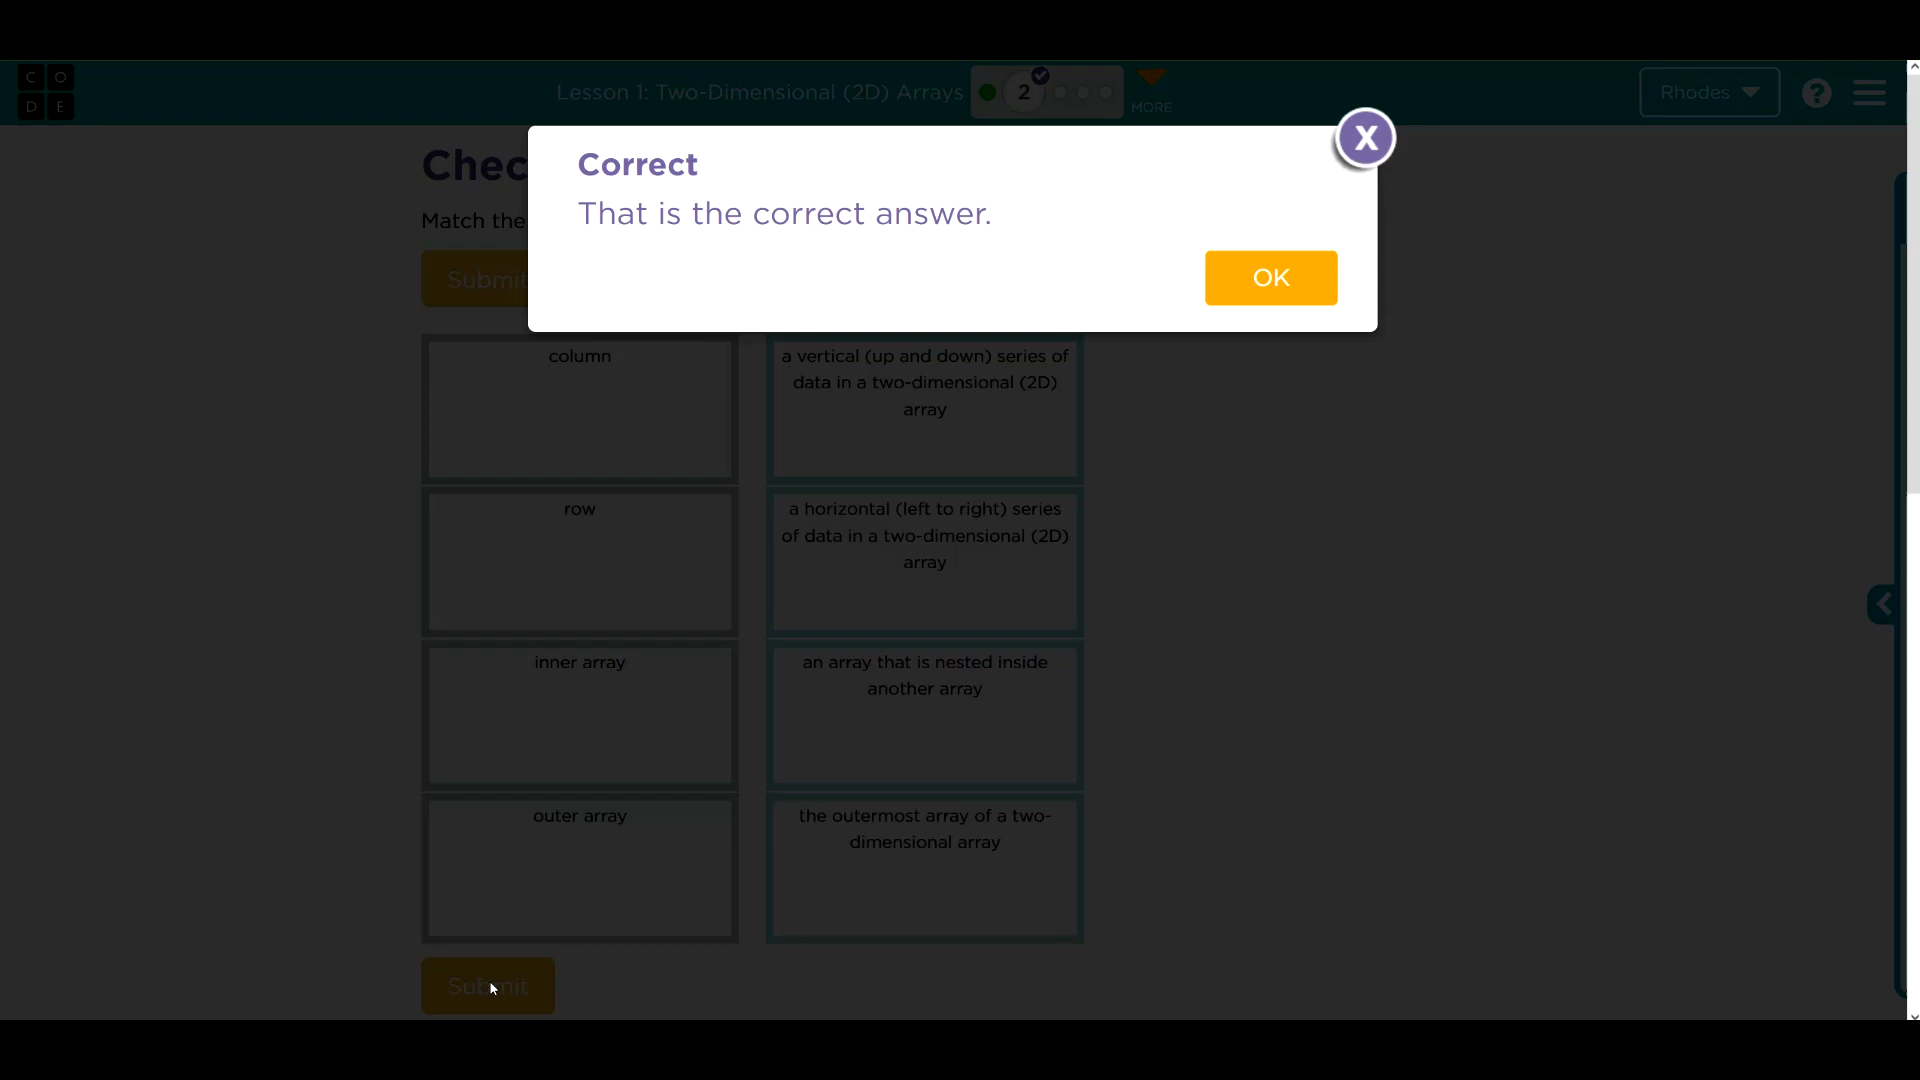 C O
D E
Lesson 1: Two-Dimensional (2D) Arrays
2
MORE
Rhodes
?
X
Correct
That is the correct answer.
OK
Chec
Match the
Submit
column
a vertical (up and down) series of
data in a two-dimensional (2D)
array
row
a horizontal (left to right) series
of data in a two-dimensional (2D)
array
inner array
an array that is nested inside
another array
outer array
the outermost array of a two-
dimensional array
Submit